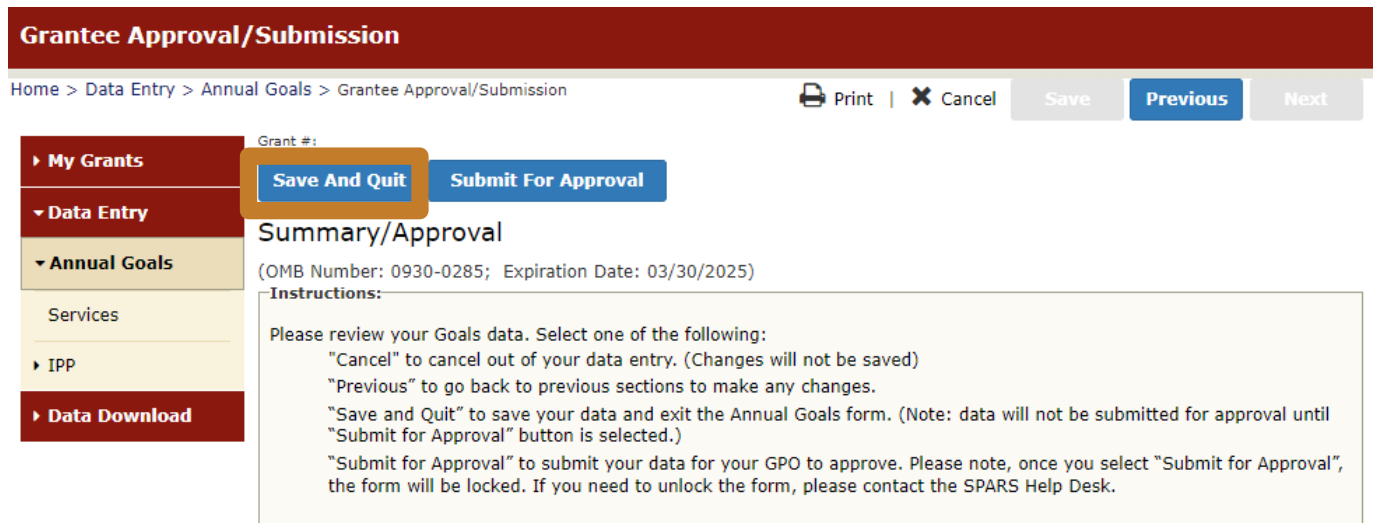 Grantee Approval/Submission
Home > Data Entry > Annual Goals > Grantee Approval/Submission
Print | Cancel Save Previous Next
My Grants
Data Entry
Annual Goals
Services
IPP
Data Download
Grant #:
Save And Quit Submit For Approval
Summary/Approval
(OMB Number: 0930-0285; Expiration Date: 03/30/2025)
Instructions:
Please review your Goals data. Select one of the following:
"Cancel" to cancel out of your data entry. (Changes will not be saved)
“Previous” to go back to previous sections to make any changes.
“Save and Quit” to save your data and exit the Annual Goals form. (Note: data will not be submitted for approval until
“Submit for Approval” button is selected.)
“Submit for Approval” to submit your data for your GPO to approve. Please note, once you select “Submit for Approval”,
the form will be locked. If you need to unlock the form, please contact the SPARS Help Desk.